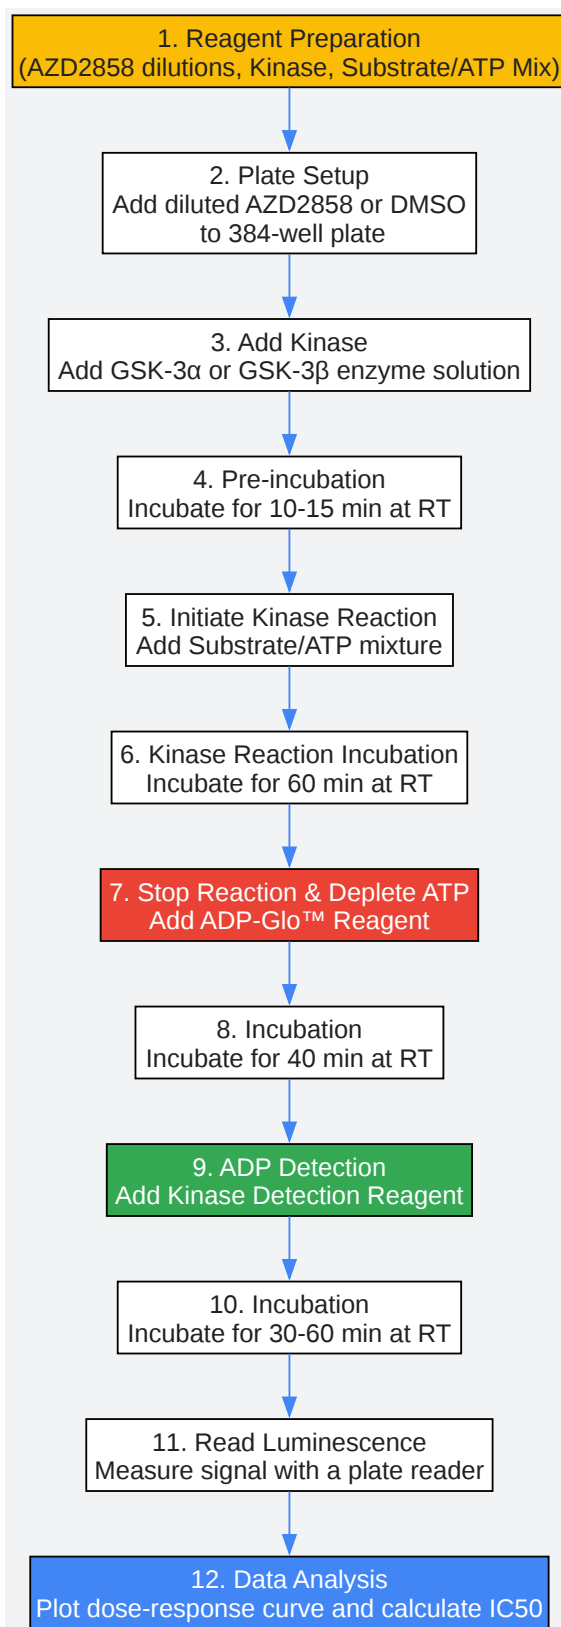 1. Reagent Preparation
(AZD2858 dilutions, Kinase, Substrate/ATP Mix)
2. Plate Setup
Add diluted AZD2858 or DMSO
to 384-well plate
3. Add Kinase
Add GSK-3α or GSK-3β enzyme solution
4. Pre-incubation
Incubate for 10-15 min at RT
5. Initiate Kinase Reaction
Add Substrate/ATP mixture
6. Kinase Reaction Incubation
Incubate for 60 min at RT
7. Stop Reaction & Deplete ATP
Add ADP-Glo™ Reagent
8. Incubation
Incubate for 40 min at RT
9. ADP Detection
Add Kinase Detection Reagent
10. Incubation
Incubate for 30-60 min at RT
11. Read Luminescence
Measure signal with a plate reader
12. Data Analysis
Plot dose-response curve and calculate IC50